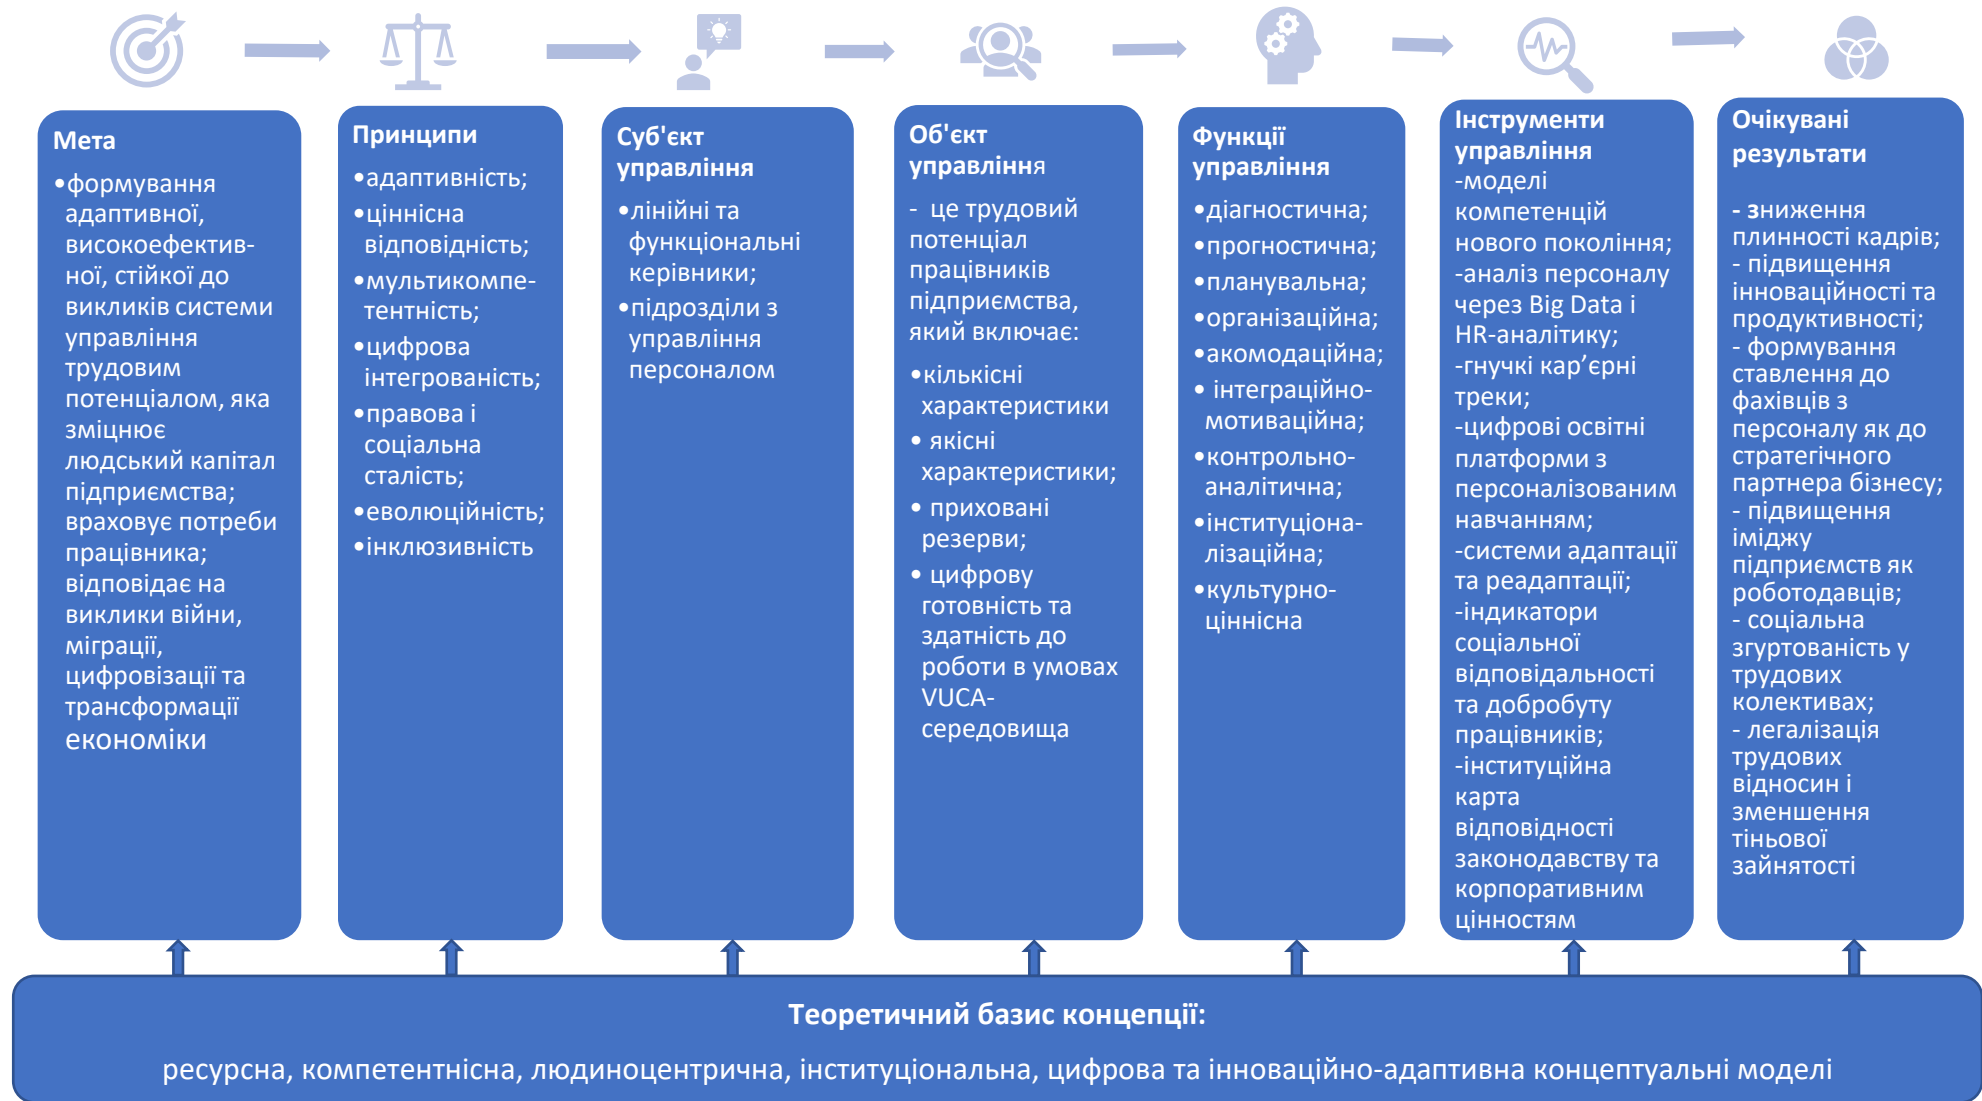 Мета
•формування
адаптивної,
високоефектив-
ної, стійкої до
викликів системи
управління
трудовим
потенціалом, яка
зміцнює
людський капітал
підприємства;
враховує потреби
працівника;
відповідає на
виклики війни,
міграції,
цифровізації та
трансформації
економіки
Принципи
•адаптивність;
•ціннісна
відповідність;
•мультикомпе-
тентність;
•цифрова
інтегрованість;
•правова і
соціальна
сталість;
•еволюційність;
•інклюзивність
Суб'єкт
управління
•лінійні та
функціональні
керівники;
•підрозділи з
управління
персоналом
Об'єкт
управління
- це трудовий
потенціал
працівників
підприємства,
який включає:
•кількісні
характеристики
• якісні
характеристики;
• приховані
резерви;
• цифрову
готовність та
здатність до
роботи в умовах
VUCA-
середовища
Функції
управління
•діагностична;
•прогностична;
•планувальна;
•організаційна;
•акомодаційна;
• інтеграційно-
мотиваційна;
•контрольно-
аналітична;
•інституціона-
лізаційна;
•культурно-
ціннісна
Інструменти
управління
-моделі
компетенцій
нового покоління;
-аналіз персоналу
через Big Data і
HR-аналітику;
-гнучкі кар’єрні
треки;
-цифрові освітні
платформи з
персоналізованим
навчанням;
-системи адаптації
та реадаптації;
-індикатори
соціальної
відповідальності
та добробуту
працівників;
-інституційна
карта
відповідності
законодавству та
корпоративним
цінностям
Очікувані
результати
- зниження
плинності кадрів;
- підвищення
інноваційності та
продуктивності;
- формування
ставлення до
фахівців з
персоналу як до
стратегічного
партнера бізнесу;
- підвищення
іміджу
підприємств як
роботодавців;
- соціальна
згуртованість у
трудових
колективах;
- легалізація
трудових
відносин і
зменшення
тіньової
зайнятості
Теоретичний базис концепції:
ресурсна, компетентнісна, людиноцентрична, інституціональна, цифрова та інноваційно-адаптивна концептуальні моделі